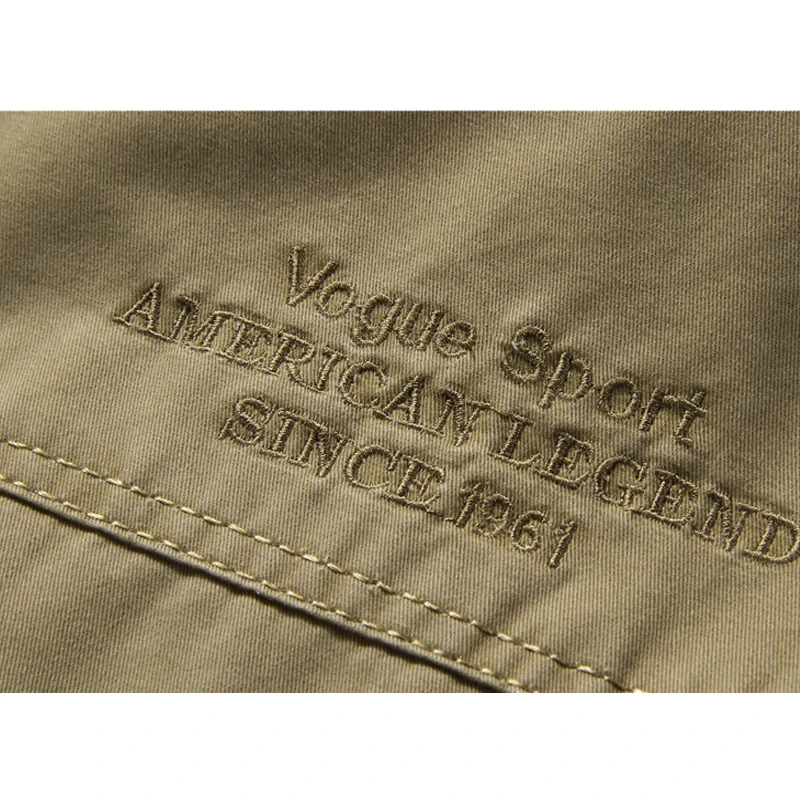 Vogue Sport
AMERICAN LEGEND
SINCE 1961